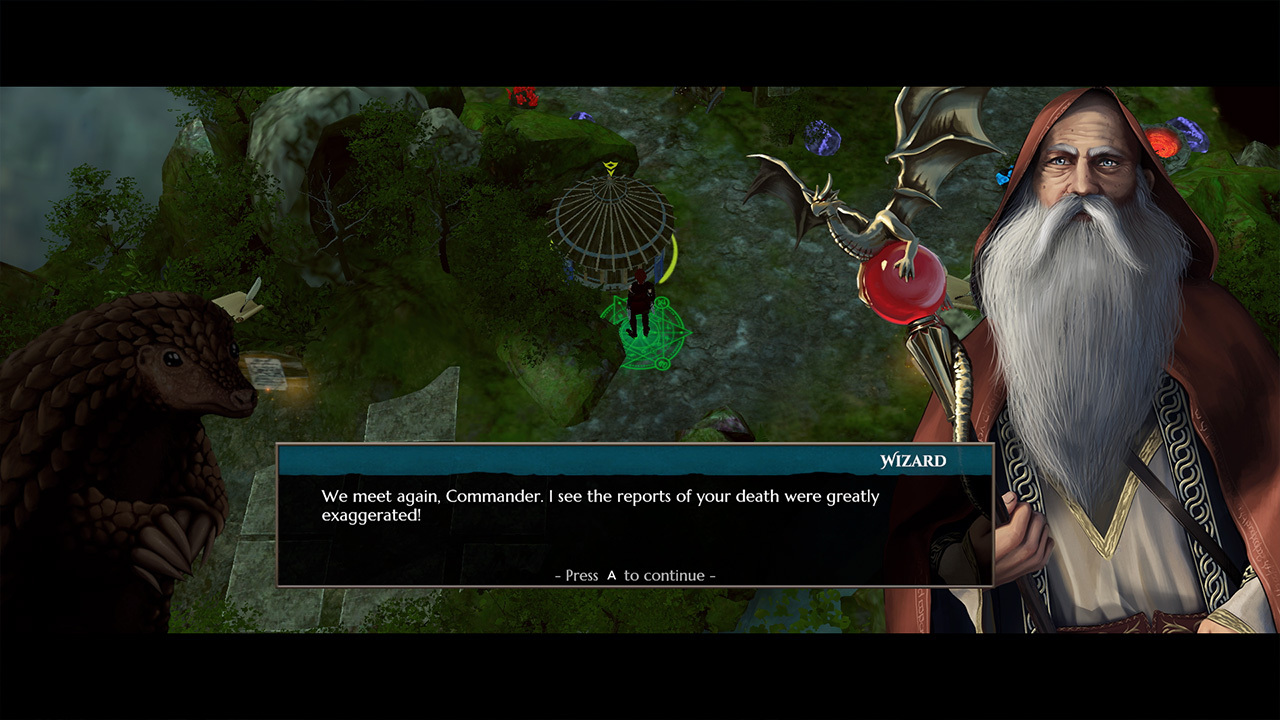 WIZARD
We meet again, Commander. I see the reports of your death were greatly
exaggerated!
- Press A to continue -